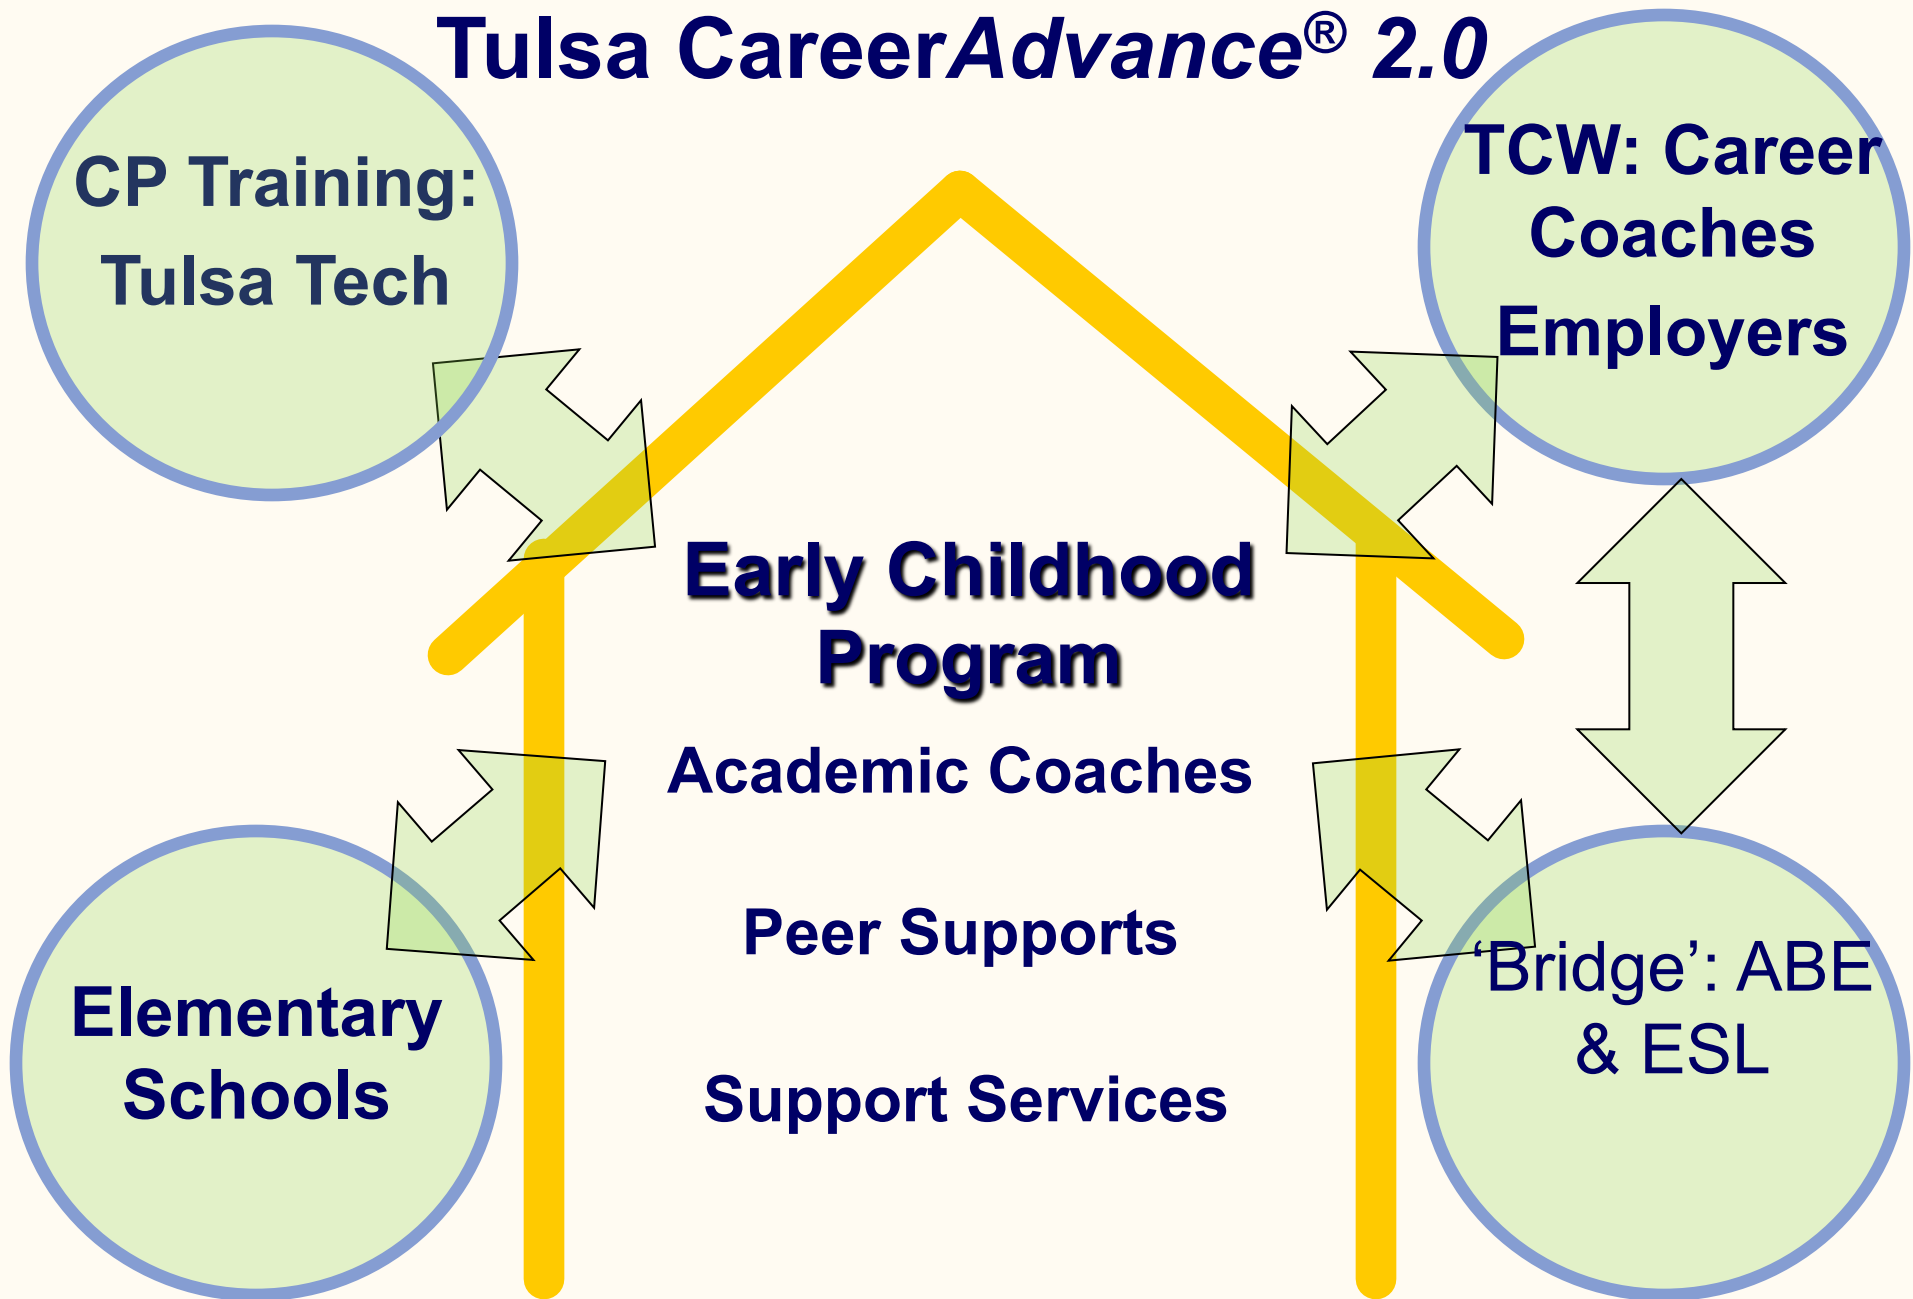 Tulsa CareerAdvance® 2.0
CP Training:
Tulsa Tech
TCW: Career
Coaches
Employers
Early Childhood
Program
Academic Coaches
Peer Supports
Support Services
Elementary
Schools
‘Bridge’: ABE
& ESL